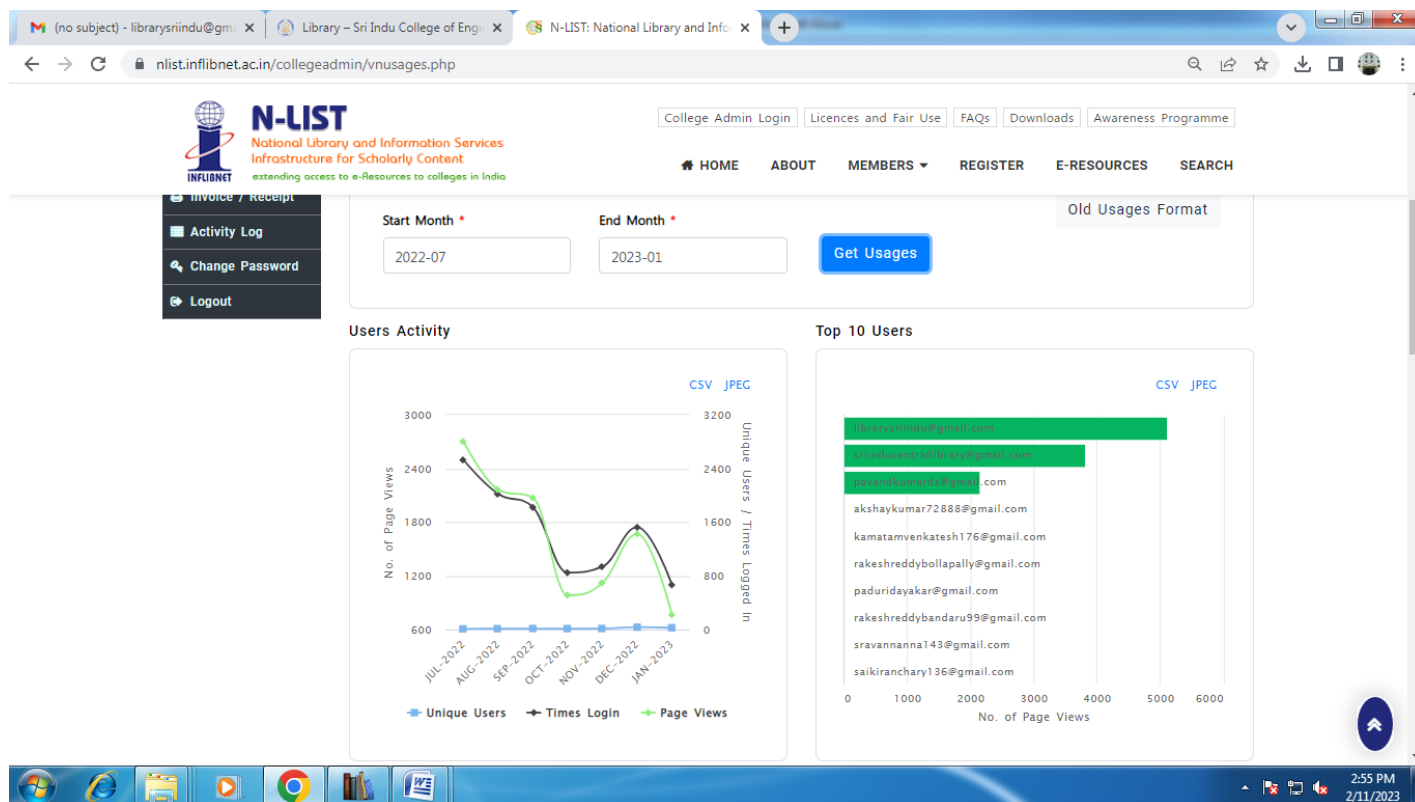 (no subject) - librarysriindu@gm
Library – Sri Indu College of Engi
N-LIST: National Library and Info
nlist.inflibnet.ac.in/collegeadmin/vnusages.php
INFLIBNET
N-LIST
National Library and Information Services
Infrastructure for Scholarly Content
extending access to e-Resources to colleges in India
College Admin Login Licences and Fair Use FAQs Downloads Awareness Programme
HOME ABOUT MEMBERS REGISTER E-RESOURCES SEARCH
Invoice / Receipt
Activity Log
Change Password
Logout
Start Month * End Month *
Old Usages Format
2022-07 2023-01 Get Usages
Users Activity
CSV JPEG
No. of Page Views
3000
2400
1800
1200
600
3200
2400
1600
800
0
Unique Users / Times Logged In
JUL-2022 AUG-2022 SEP-2022 OCT-2022 NOV-2022 DEC-2022 JAN-2023
Unique Users Times Login Page Views
Top 10 Users
CSV JPEG
librarysriindu@gmail.com
sriinducentrallibrary@gmail.com
pavandkumards@gmail.com
akshaykumar72888@gmail.com
kamatamvenkatesh176@gmail.com
rakeshreddybollapally@gmail.com
paduridayakar@gmail.com
rakeshreddybandaru99@gmail.com
sravannanna143@gmail.com
saikiranchary136@gmail.com
0 1000 2000 3000 4000 5000 6000
No. of Page Views
2:55 PM
2/11/2023